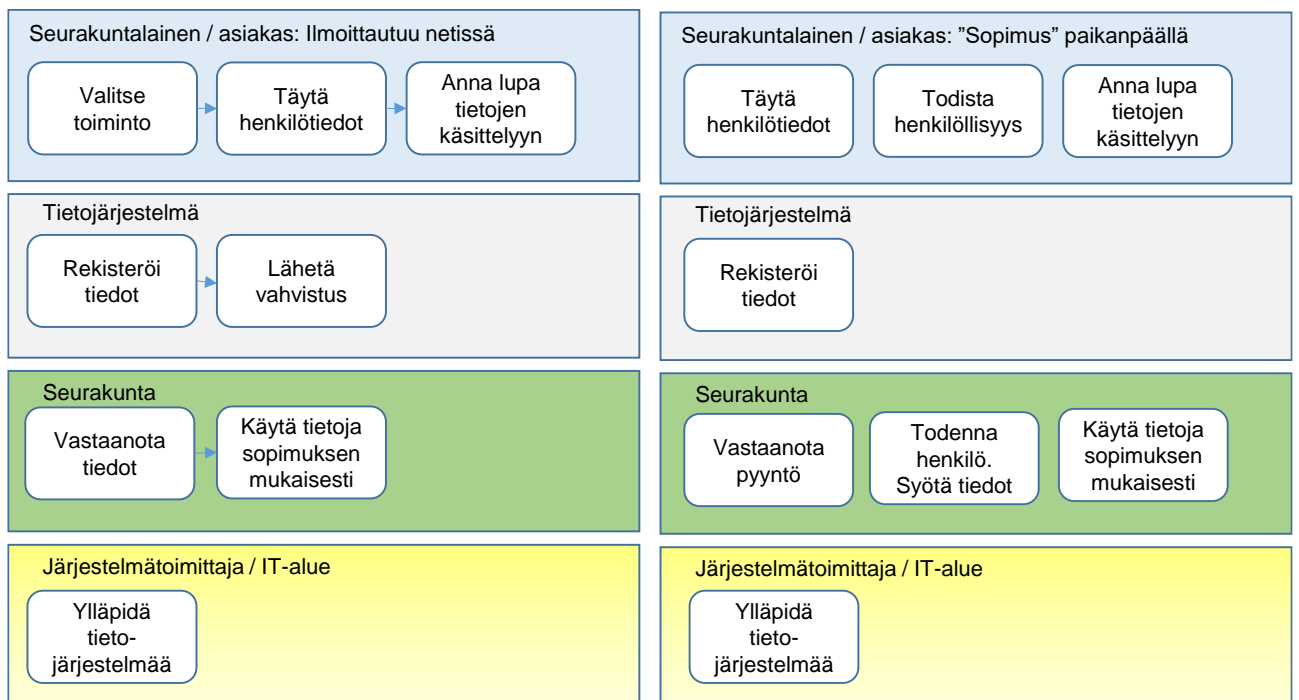 Seurakuntalainen / asiakas: Ilmoittautuu netissä
Valitse
toiminto
Täytä
henkilötiedot
Anna lupa
tietojen
käsittelyyn
Tietojärjestelmä
Rekisteröi
tiedot
Lähetä
vahvistus
Seurakunta
Vastaanota
tiedot
Käytä tietoja
sopimuksen
mukaisesti
Järjestelmätoimittaja / IT-alue
Ylläpidä
tieto-
järjestelmää
Seurakuntalainen / asiakas: ”Sopimus” paikanpäällä
Täytä
henkilötiedot
Todista
henkilöllisyys
Anna lupa
tietojen
käsittelyyn
Tietojärjestelmä
Rekisteröi
tiedot
Seurakunta
Vastaanota
pyyntö
Todenna
henkilö.
Syötä tiedot
Käytä tietoja
sopimuksen
mukaisesti
Järjestelmätoimittaja / IT-alue
Ylläpidä
tieto-
järjestelmää